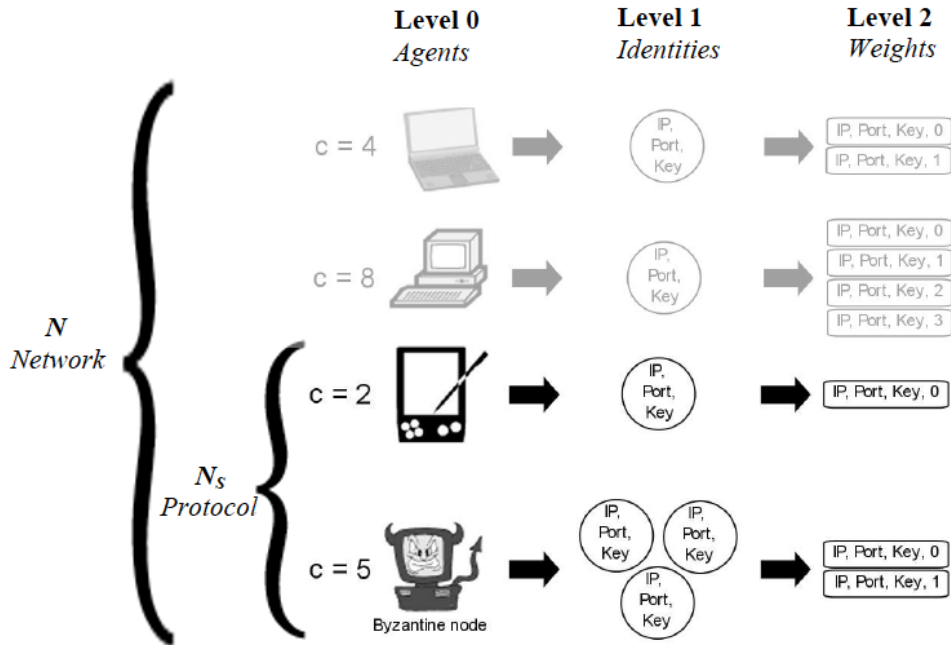 Level 0
Agents
Level 1
Identities
Level 2
Weights
N
Network
c = 4
IP,
Port,
Key
IP, Port, Key, 0
IP, Port, Key, 1
c = 8
IP,
Port,
Key
IP, Port, Key, 0
IP, Port, Key, 1
IP, Port, Key, 2
IP, Port, Key, 3
Ns
Protocol
c = 2
IP,
Port,
Key
IP, Port, Key, 0
c = 5
Byzantine node
IP,
Port,
Key
IP,
Port,
Key
IP,
Port,
Key
IP, Port, Key, 0
IP, Port, Key, 1